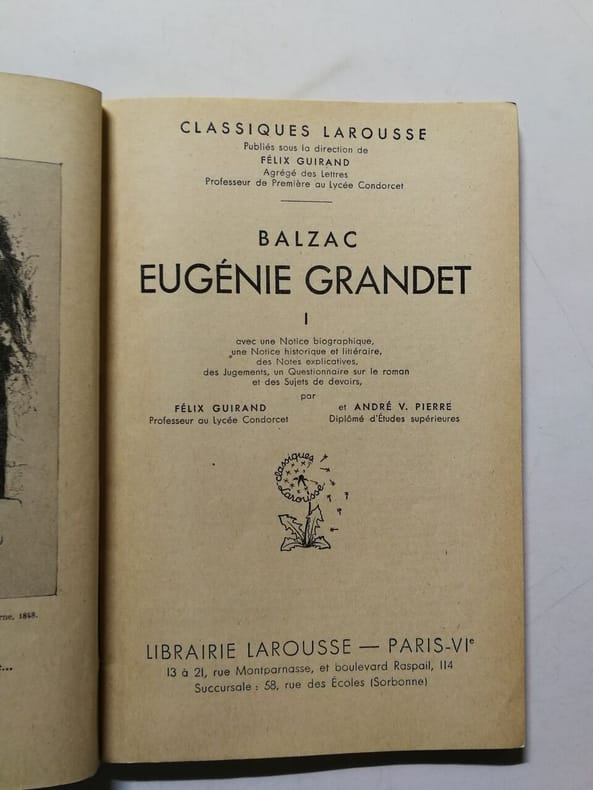 CLASSIQUES LAROUSSE
Publiés sous la direction de
FÉLIX GUIRAND
Agrégé des Lettres
Professeur de Première au Lycée Condorcet
BALZAC
EUGÉNIE GRANDET
I
avec une Notice biographique,
une Notice historique et littéraire,
des Notes explicatives,
des Jugements, un Questionnaire sur le roman
et des Sujets de devoirs,
par
FÉLIX GUIRAND et ANDRÉ V. PIERRE
Professeur au Lycée Condorcet Diplômé d'Études supérieures
classiques
Larousse
LIBRAIRIE LAROUSSE — PARIS-VIe
13 à 21, rue Montparnasse, et boulevard Raspail, 114
Succursale : 58, rue des Écoles (Sorbonne)
1848.